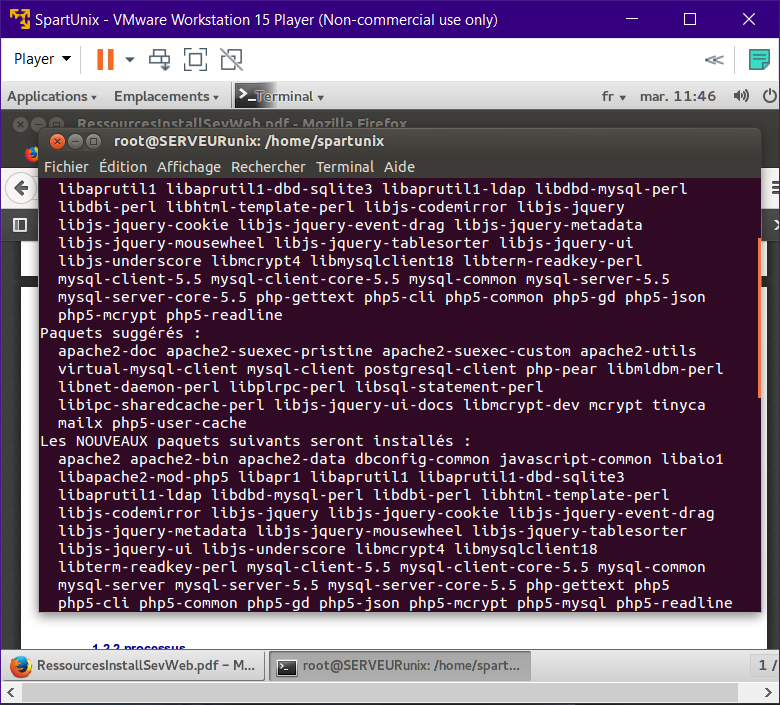 SpartUnix - VMware Workstation 15 Player (Non-commercial use only)
Player
Applications Emplacements Terminal fr mar. 11:46
RessourcesInstallSevWeb.pdf - Mozilla Firefox
root@SERVEURunix: /home/spartunix
Fichier Édition Affichage Rechercher Terminal Aide
libaprutil1 libaprutil1-dbd-sqlite3 libaprutil1-ldap libdbd-mysql-perl
libdbi-perl libhtml-template-perl libjs-codemirror libjs-jquery
libjs-jquery-cookie libjs-jquery-event-drag libjs-jquery-metadata
libjs-jquery-mousewheel libjs-jquery-tablesorter libjs-jquery-ui
libjs-underscore libmcrypt4 libmysqlclient18 libterm-readkey-perl
mysql-client-5.5 mysql-client-core-5.5 mysql-common mysql-server-5.5
mysql-server-core-5.5 php-gettext php5-cli php5-common php5-gd php5-json
php5-mcrypt php5-readline
Paquets suggérés :
apache2-doc apache2-suexec-pristine apache2-suexec-custom apache2-utils
virtual-mysql-client mysql-client postgresql-client php-pear libmldbm-perl
libnet-daemon-perl libplrpc-perl libsql-statement-perl
libipc-sharedcache-perl libjs-jquery-ui-docs libmcrypt-dev mcrypt tinyca
mailx php5-user-cache
Les NOUVEAUX paquets suivants seront installés :
apache2 apache2-bin apache2-data dbconfig-common javascript-common libaio1
libapache2-mod-php5 libapr1 libaprutil1 libaprutil1-dbd-sqlite3
libaprutil1-ldap libdbd-mysql-perl libdbi-perl libhtml-template-perl
libjs-codemirror libjs-jquery libjs-jquery-cookie libjs-jquery-event-drag
libjs-jquery-metadata libjs-jquery-mousewheel libjs-jquery-tablesorter
libjs-jquery-ui libjs-underscore libmcrypt4 libmysqlclient18
libterm-readkey-perl mysql-client-5.5 mysql-client-core-5.5 mysql-common
mysql-server mysql-server-5.5 mysql-server-core-5.5 php-gettext php5
php5-cli php5-common php5-gd php5-json php5-mcrypt php5-mysql php5-readline
1.2.2 processus
RessourcesInstallSevWeb.pdf – M... root@SERVEURunix: /home/spart... 1 /